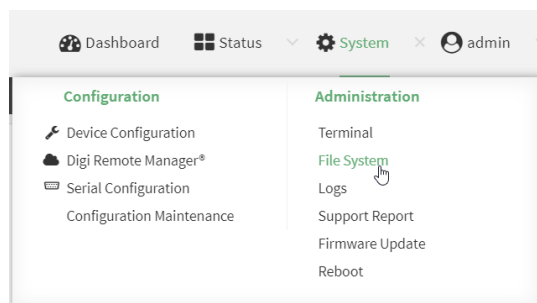 Dashboard Status System admin
Configuration
Device Configuration
Digi Remote Manager®
Serial Configuration
Configuration Maintenance
Administration
Terminal
File System
Logs
Support Report
Firmware Update
Reboot